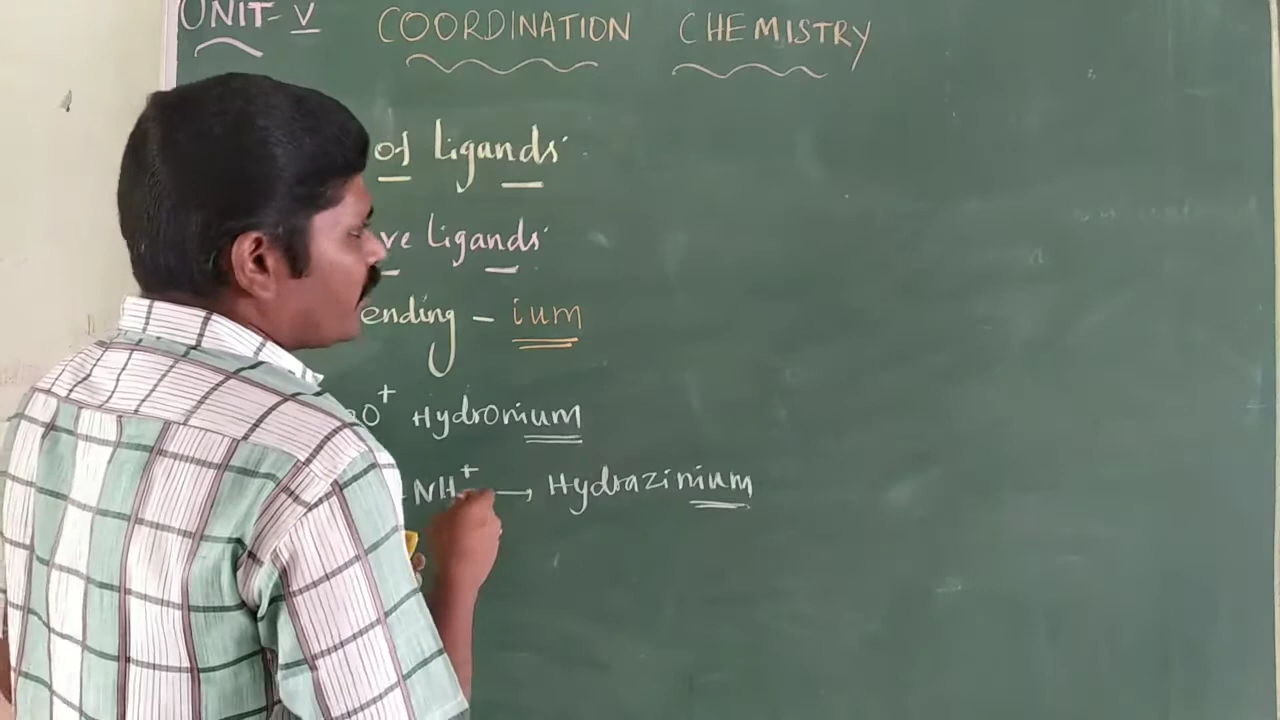 UNIT-V COORDINATION CHEMISTRY
of Ligands
ve Ligands
ending - ium
O⁺ Hydronium
NH⁺ → Hydrazinium